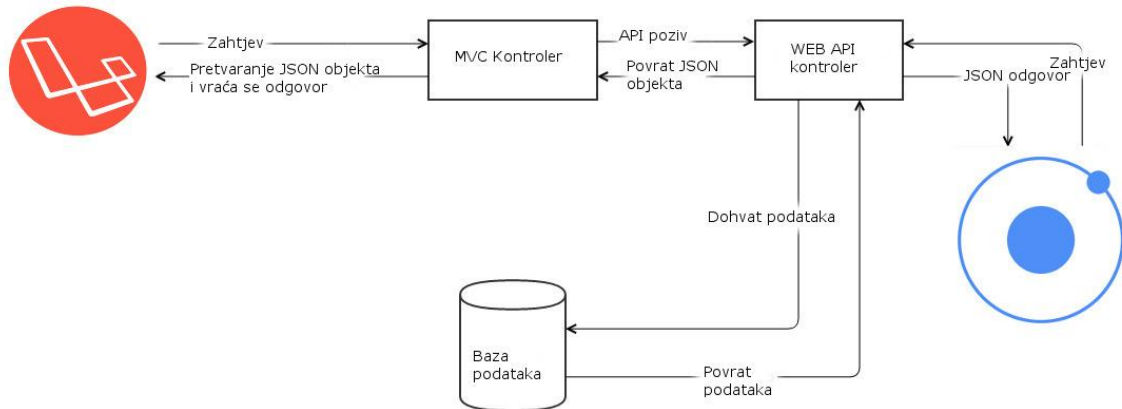 Zahtjev
Pretvaranje JSON objekta
i vraća se odgovor
MVC Kontroler
API poziv
Povrat JSON
objekta
WEB API
kontroler
Zahtjev
JSON odgovor
Dohvat podataka
Baza
podataka
Povrat
podataka